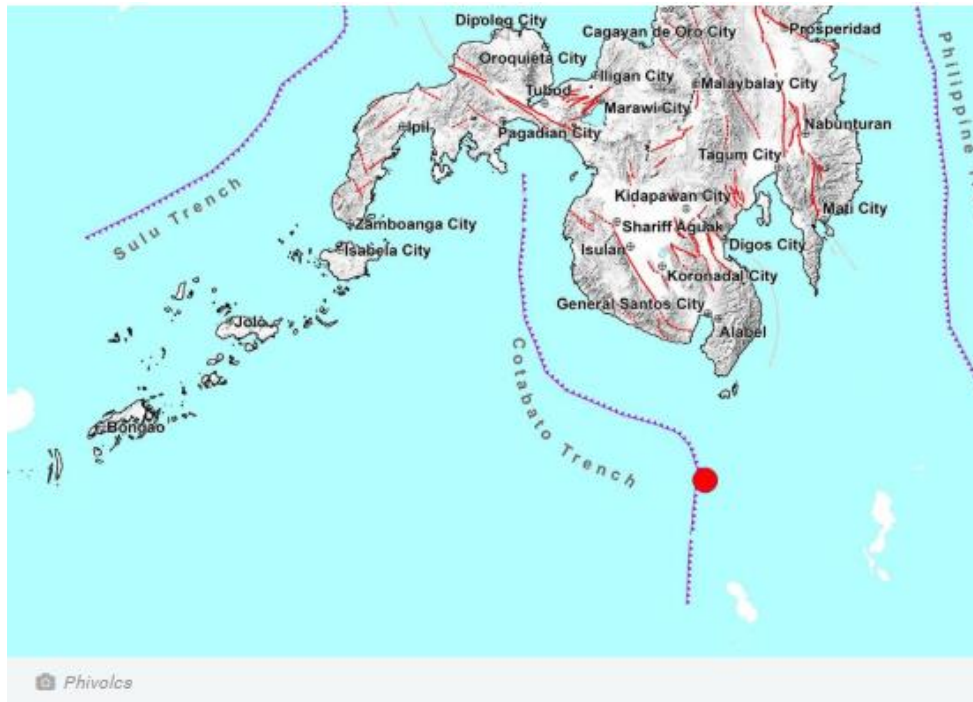 Dipolog City
Cagayan de Oro City
Prosperidad
Oroquieta City
Iligan City
Tubod
Malaybalay City
Marawi City
Ipil
Pagadian City
Nabunturan
Tagum City
Philippine
Sulu Trench
Kidapawan City
Mati City
Zamboanga City
Shariff Aguak
Isabela City
Isulan
Digos City
Koronadal City
General Santos City
Jolo
Alabel
Cotabato Trench
Bongao
Phivolcs